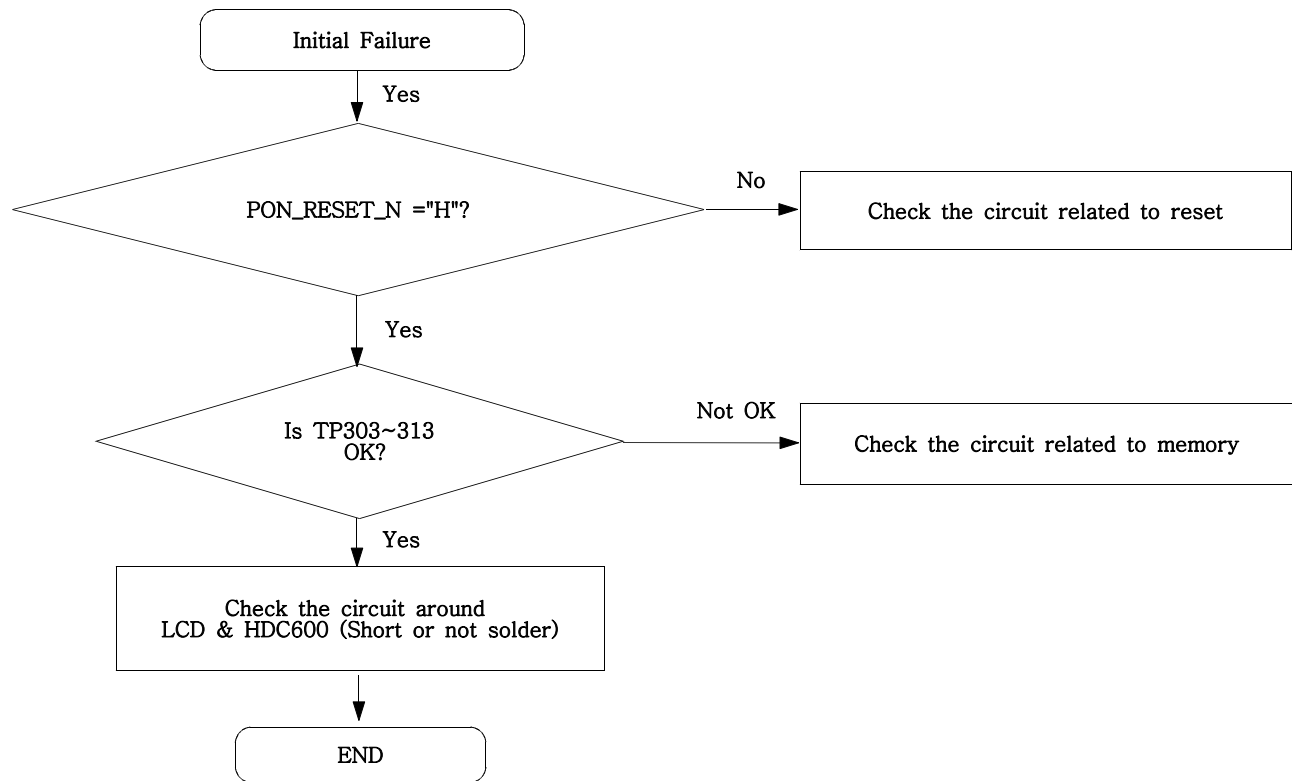 Initial Failure
Yes
PON_RESET_N ="H"?
No
Check the circuit related to reset
Yes
Is TP303~313
OK?
Not OK
Check the circuit related to memory
Yes
Check the circuit around
LCD & HDC600 (Short or not solder)
END